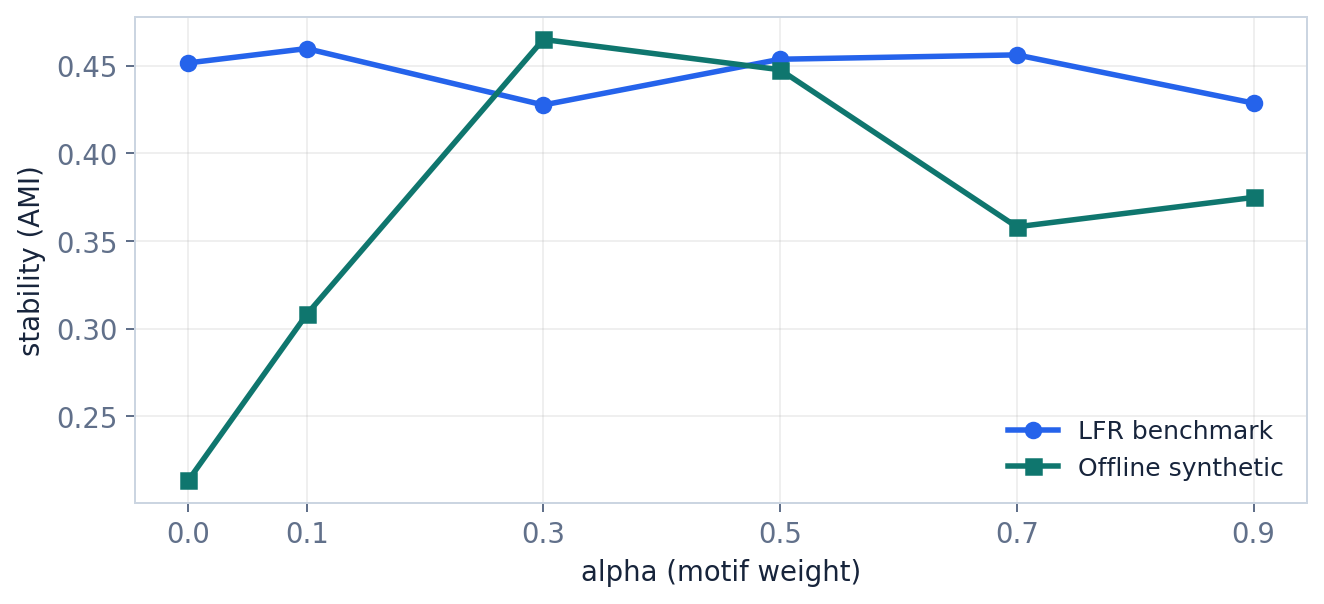 0.45
0.40
0.35
0.30
0.25
stability (AMI)
LFR benchmark
Offline synthetic
0.0 0.1 0.3 0.5 0.7 0.9
alpha (motif weight)